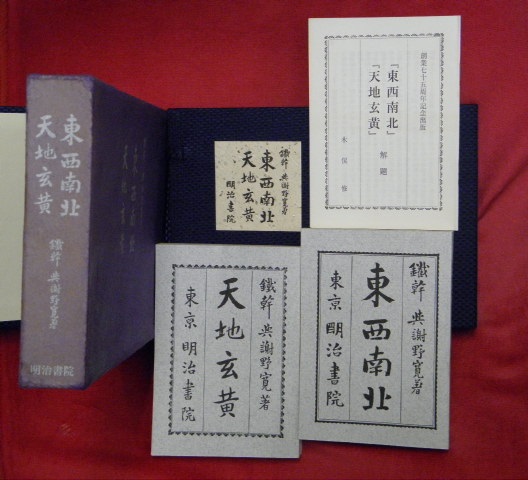 東西南北
天地玄黄
鐵幹 與謝野寛著
明治書院
鐵幹 與謝野寛著
東西南北
天地玄黄
明治書院
創業七十五周年記念復刻
『東西南北』
『天地玄黄』
解題
木俣修
鐵幹 與謝野寛著
天地玄黄
東京 明治書院
鐵幹 與謝野寛著
東西南北
東京 明治書院